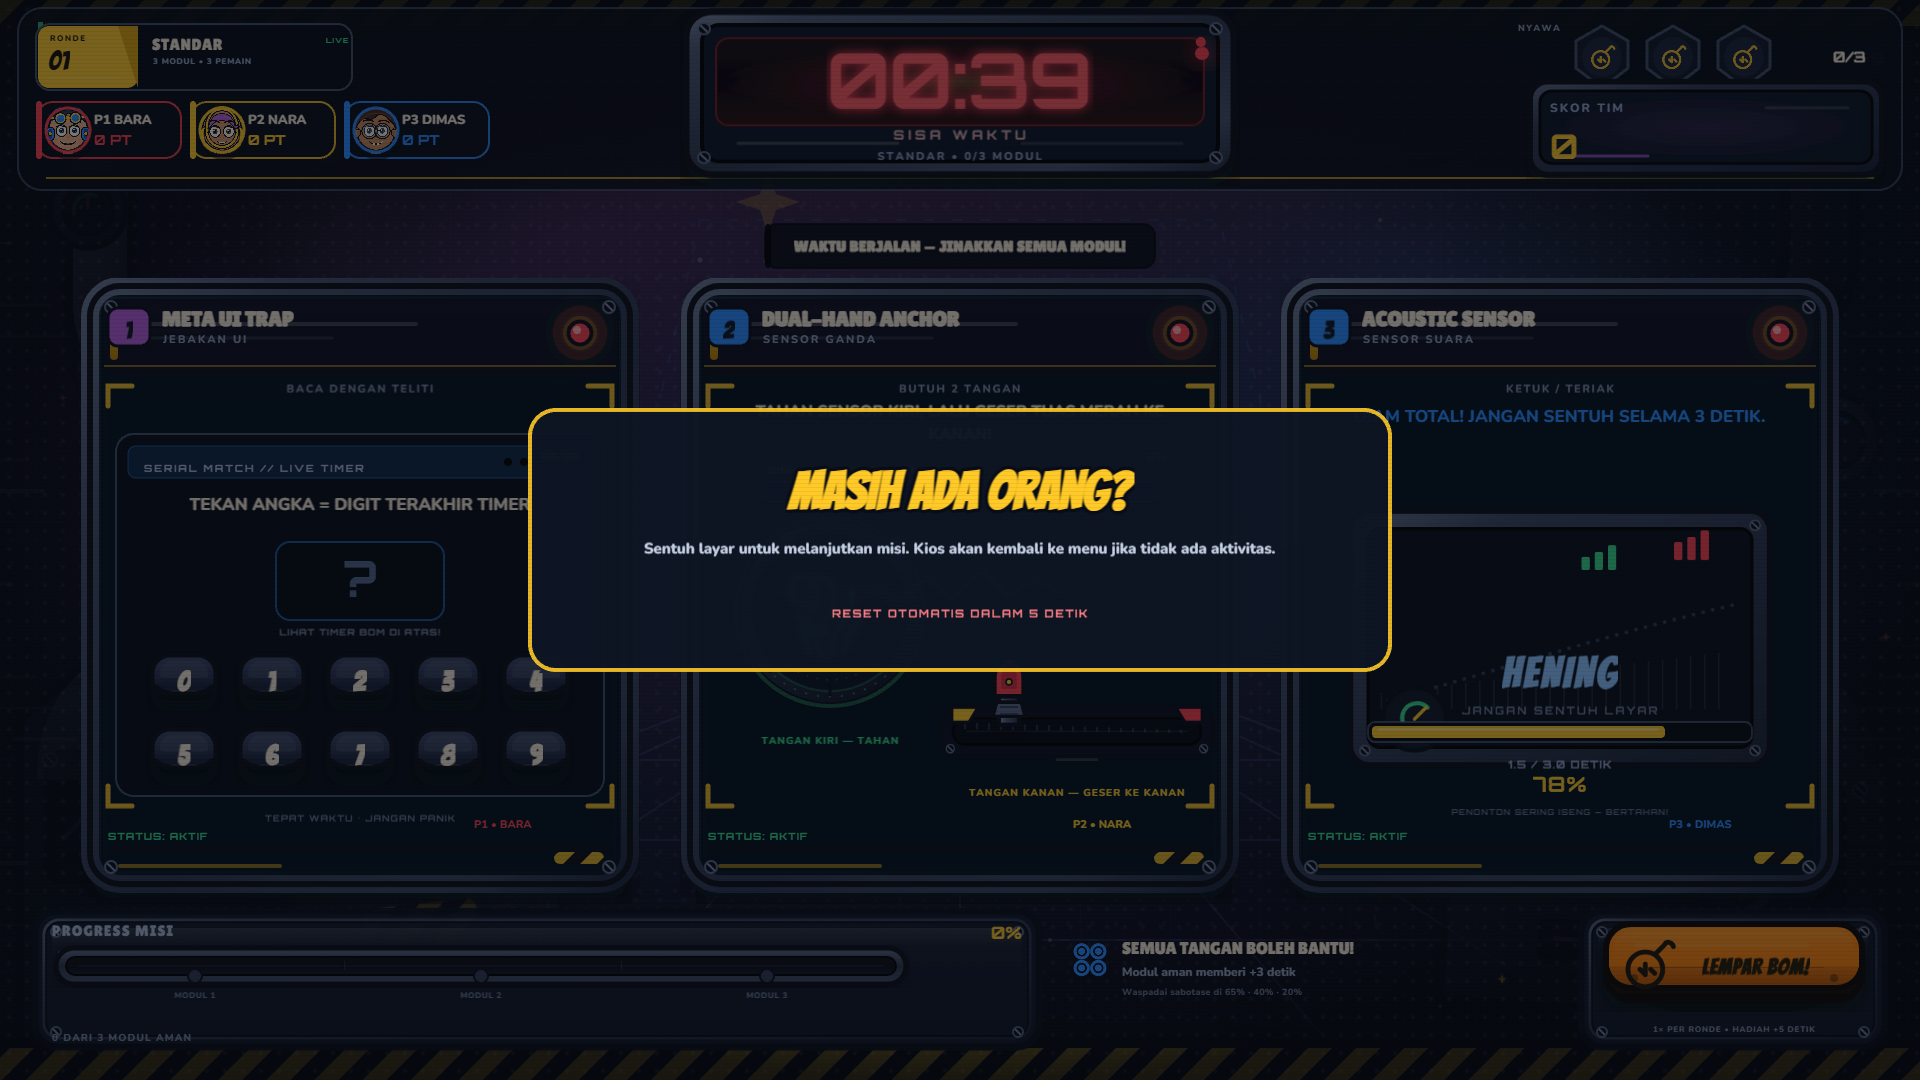 RONDE
01
STANDAR
3 MODUL • 3 PEMAIN
LIVE
P1 BARA
0 PT
P2 NARA
0 PT
P3 DIMAS
0 PT
00:39
SISA WAKTU
STANDAR • 0/3 MODUL
NYAWA
0/3
SKOR TIM
0
WAKTU BERJALAN — JINAKKAN SEMUA MODUL!
1
META UI TRAP
JEBAKAN UI
BACA DENGAN TELITI
SERIAL MATCH // LIVE TIMER
TEKAN ANGKA = DIGIT TERAKHIR TIMER
?
LIHAT TIMER BOM DI ATAS!
0 1 2 3 4
5 6 7 8 9
TEPAT WAKTU · JANGAN PANIK
P1 • BARA
STATUS: AKTIF
2
DUAL-HAND ANCHOR
SENSOR GANDA
BUTUH 2 TANGAN
TAHAN SENSOR KIRI, LALU GESER TUAS MERAH KE
KANAN!
TANGAN KIRI — TAHAN
TANGAN KANAN — GESER KE KANAN
P2 • NARA
STATUS: AKTIF
3
ACOUSTIC SENSOR
SENSOR SUARA
KETUK / TERIAK
M TOTAL! JANGAN SENTUH SELAMA 3 DETIK.
HENING
JANGAN SENTUH LAYAR
1.5 / 3.0 DETIK
78%
PENONTON SERING ISENG — BERTAHAN!
P3 • DIMAS
STATUS: AKTIF
MASIH ADA ORANG?
Sentuh layar untuk melanjutkan misi. Kios akan kembali ke menu jika tidak ada aktivitas.
RESET OTOMATIS DALAM 5 DETIK
PROGRESS MISI
0%
MODUL 1
MODUL 2
MODUL 3
0 DARI 3 MODUL AMAN
SEMUA TANGAN BOLEH BANTU!
Modul aman memberi +3 detik
Waspadai sabotase di 65% · 40% · 20%
LEMPAR BOM!
1× PER RONDE • HADIAH +5 DETIK